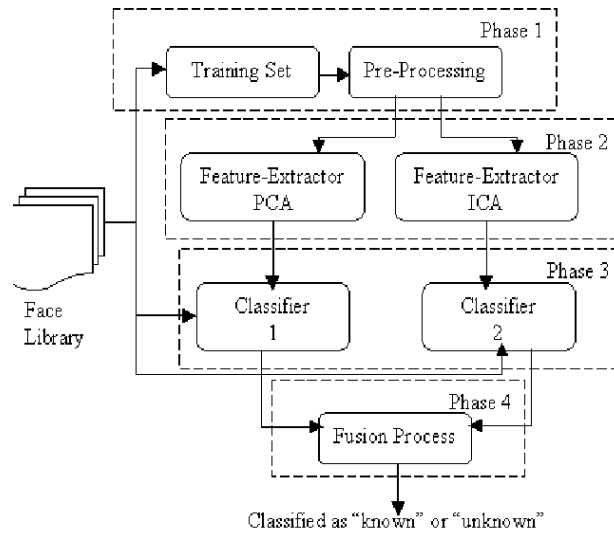 Phase 1
Training Set
Pre-Processing
Phase 2
Feature-Extractor
PCA
Feature-Extractor
ICA
Phase 3
Face
Library
Classifier
1
Classifier
2
Phase 4
Fusion Process
Classified as “known” or “unknown”